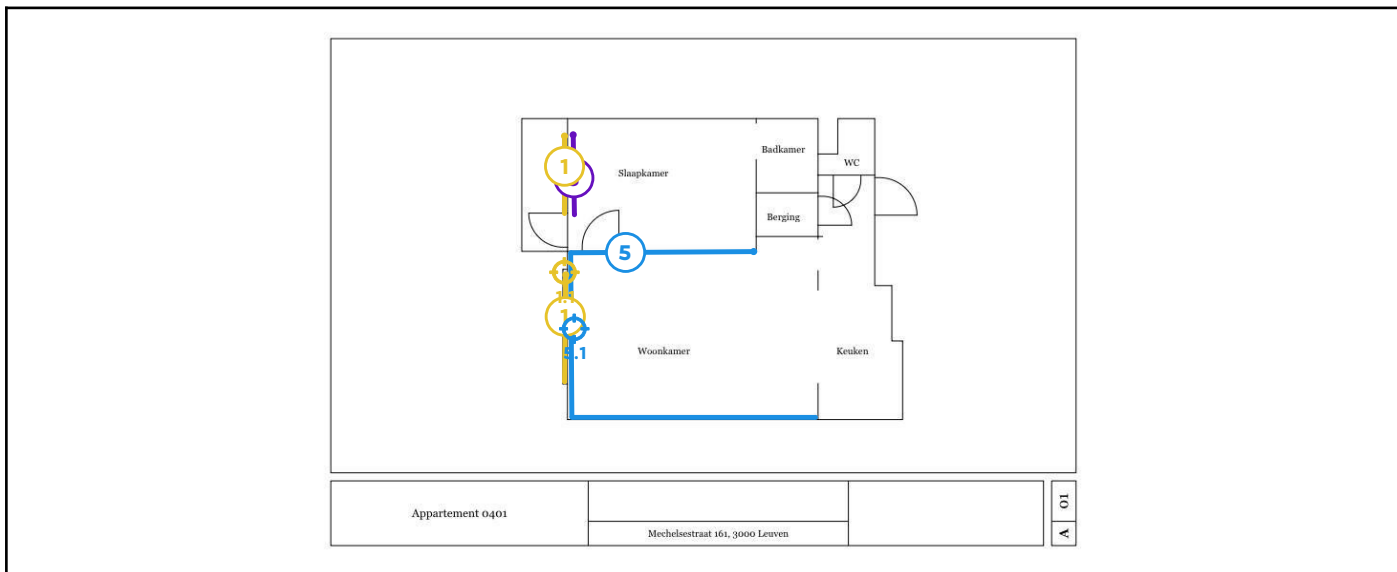 Badkamer
1
Slaapkamer
WC
Berging
5
1
5.1
Woonkamer
Keuken
Appartement 0401
Mechelsestraat 161, 3000 Leuven
A 01